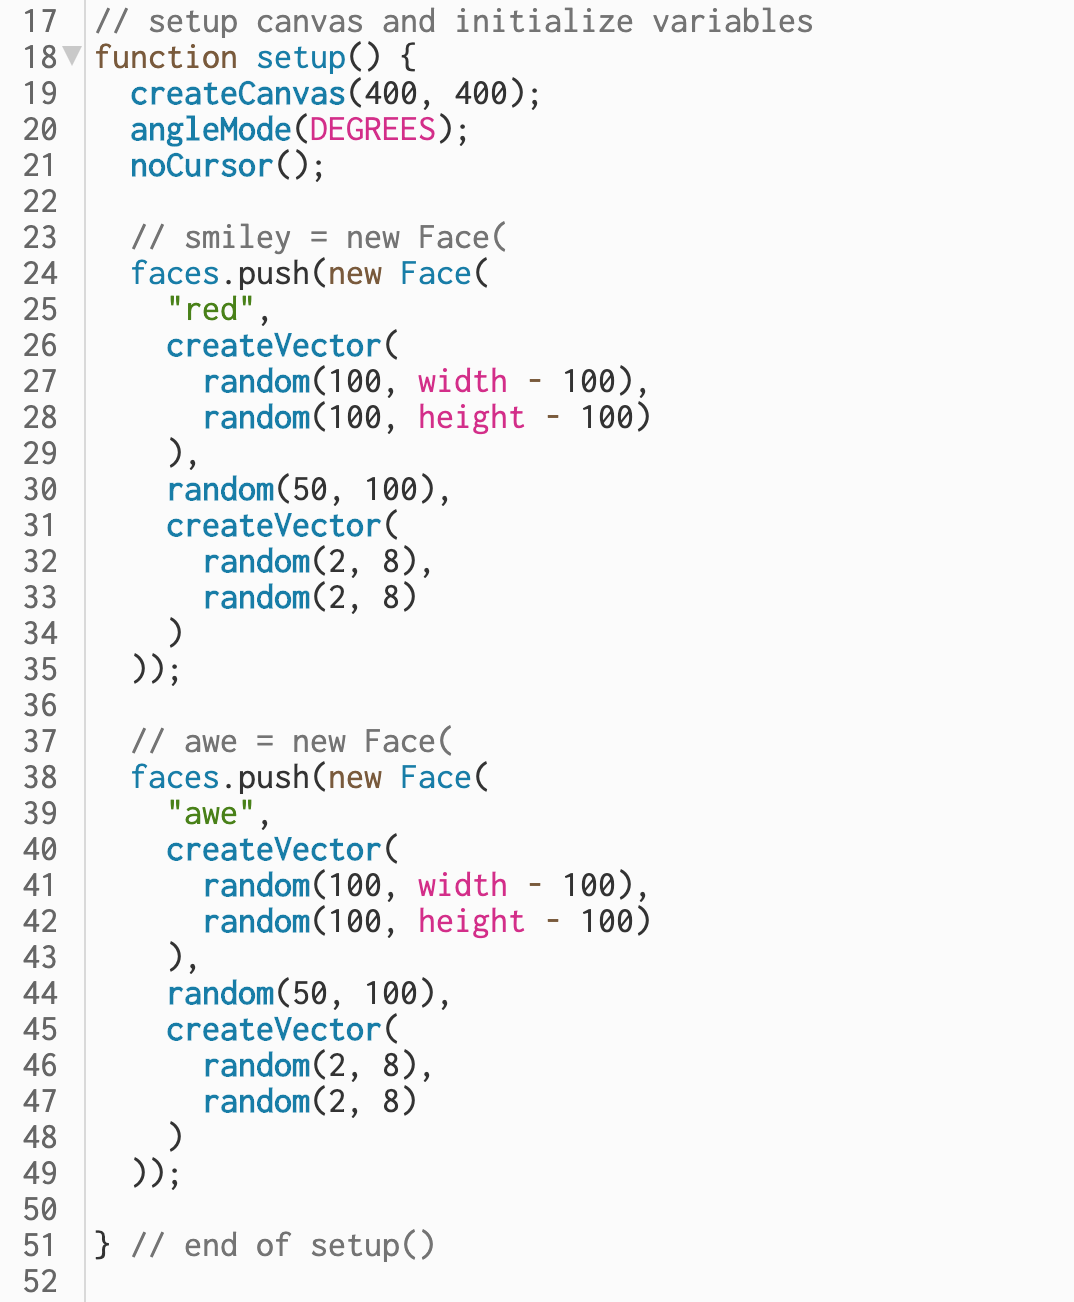 17 // setup canvas and initialize variables
18 function setup() {
19   createCanvas(400, 400);
20   angleMode(DEGREES);
21   noCursor();
22
23   // smiley = new Face(
24   faces.push(new Face(
25     "red",
26     createVector(
27       random(100, width - 100),
28       random(100, height - 100)
29     ),
30     random(50, 100),
31     createVector(
32       random(2, 8),
33       random(2, 8)
34     )
35   ));
36
37   // awe = new Face(
38   faces.push(new Face(
39     "awe",
40     createVector(
41       random(100, width - 100),
42       random(100, height - 100)
43     ),
44     random(50, 100),
45     createVector(
46       random(2, 8),
47       random(2, 8)
48     )
49   ));
50
51 } // end of setup()
52